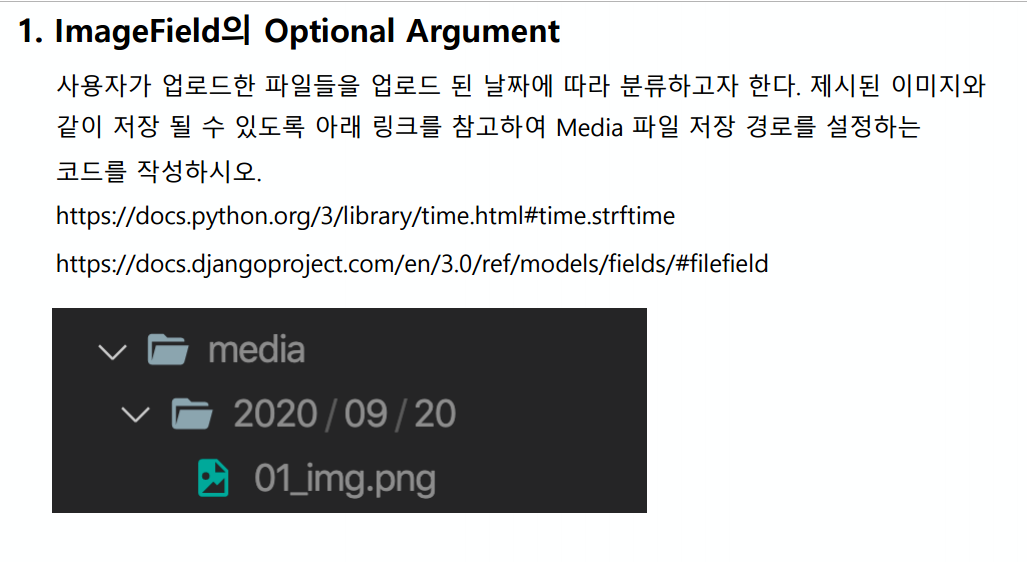 1. ImageField의 Optional Argument
사용자가 업로드한 파일들을 업로드 된 날짜에 따라 분류하고자 한다. 제시된 이미지와
같이 저장 될 수 있도록 아래 링크를 참고하여 Media 파일 저장 경로를 설정하는
코드를 작성하시오.
https://docs.python.org/3/library/time.html#time.strftime
https://docs.djangoproject.com/en/3.0/ref/models/fields/#filefield
media
2020/09/20
01_img.png